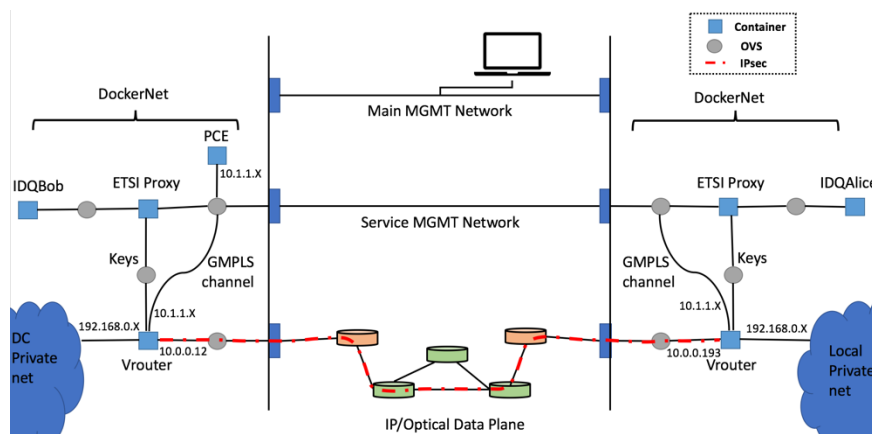 Container
OVS
IPsec
DockerNet
Main MGMT Network
DockerNet
PCE
10.1.1.X
IDQBob
ETSI Proxy
ETSI Proxy
IDQAlice
Service MGMT Network
Keys
GMPLS
channel
GMPLS
channel
Keys
10.1.1.X
10.1.1.X
192.168.0.X
192.168.0.X
DC
Private
net
10.0.0.12
Vrouter
10.0.0.193
Vrouter
Local
Private
net
IP/Optical Data Plane